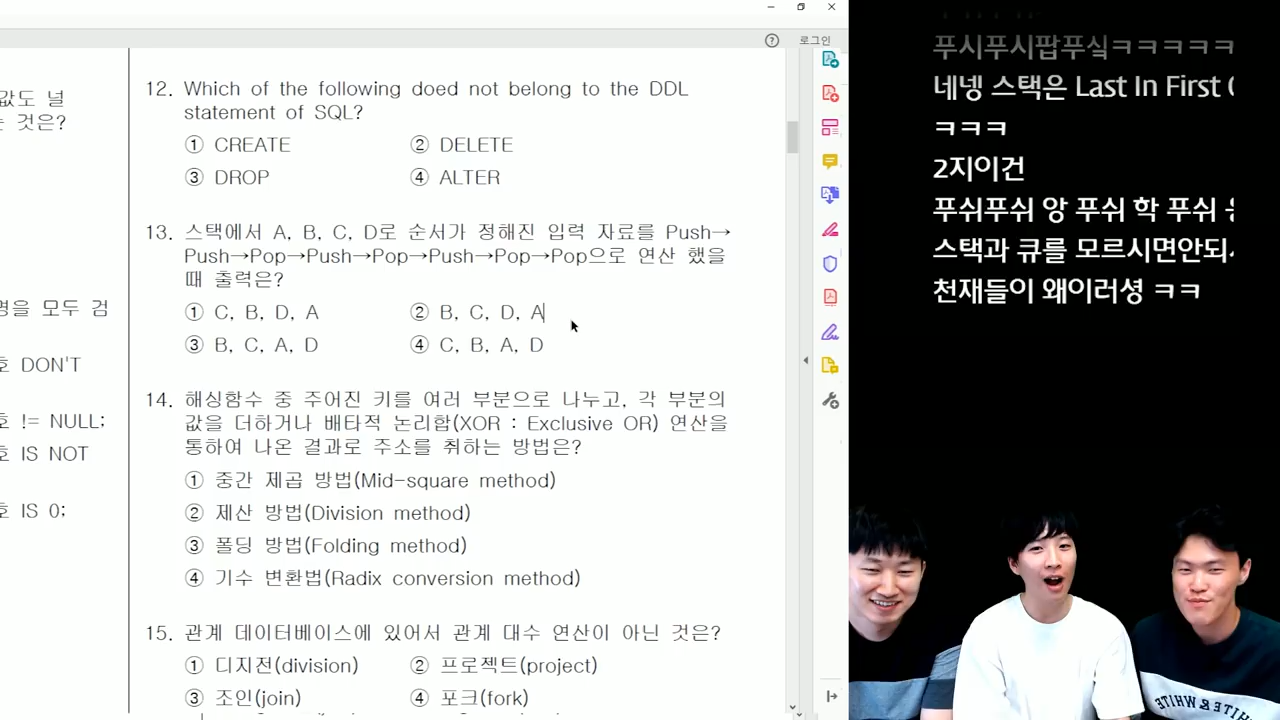 로그인
값도 널
는 것은?
명을 모두 검
호 DON'T
호 != NULL;
호 IS NOT
호 IS 0;
12. Which of the following doed not belong to the DDL
statement of SQL?
① CREATE ② DELETE
③ DROP ④ ALTER
13. 스택에서 A, B, C, D로 순서가 정해진 입력 자료를 Push→
Push→Pop→Push→Pop→Push→Pop→Pop으로 연산 했을
때 출력은?
① C, B, D, A ② B, C, D, A
③ B, C, A, D ④ C, B, A, D
14. 해싱함수 중 주어진 키를 여러 부분으로 나누고, 각 부분의
값을 더하거나 배타적 논리합(XOR : Exclusive OR) 연산을
통하여 나온 결과로 주소를 취하는 방법은?
① 중간 제곱 방법(Mid-square method)
② 제산 방법(Division method)
③ 폴딩 방법(Folding method)
④ 기수 변환법(Radix conversion method)
15. 관계 데이터베이스에 있어서 관계 대수 연산이 아닌 것은?
① 디지전(division) ② 프로젝트(project)
③ 조인(join) ④ 포크(fork)
푸시푸시팝푸싴ㅋㅋㅋㅋㅋ
네넹 스택은 Last In First
ㅋㅋㅋ
2지이건
푸쉬푸쉬 앙 푸쉬 학 푸쉬
스택과 큐를 모르시면안되
천재들이 왜이러셩 ㅋㅋ
WHITE&WHITE